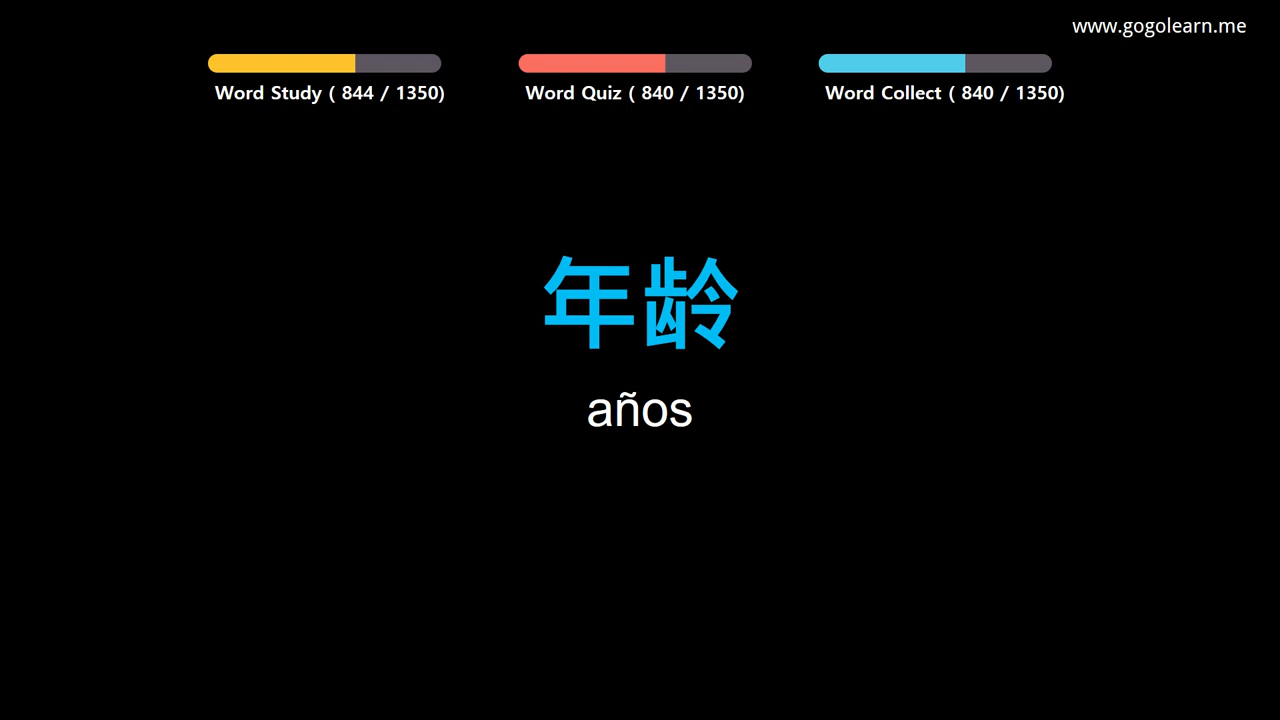 www.gogolearn.me
Word Study ( 844 / 1350)
Word Quiz ( 840 / 1350)
Word Collect ( 840 / 1350)
年龄
años